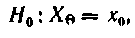 H₀ : X_Θ = x₀,